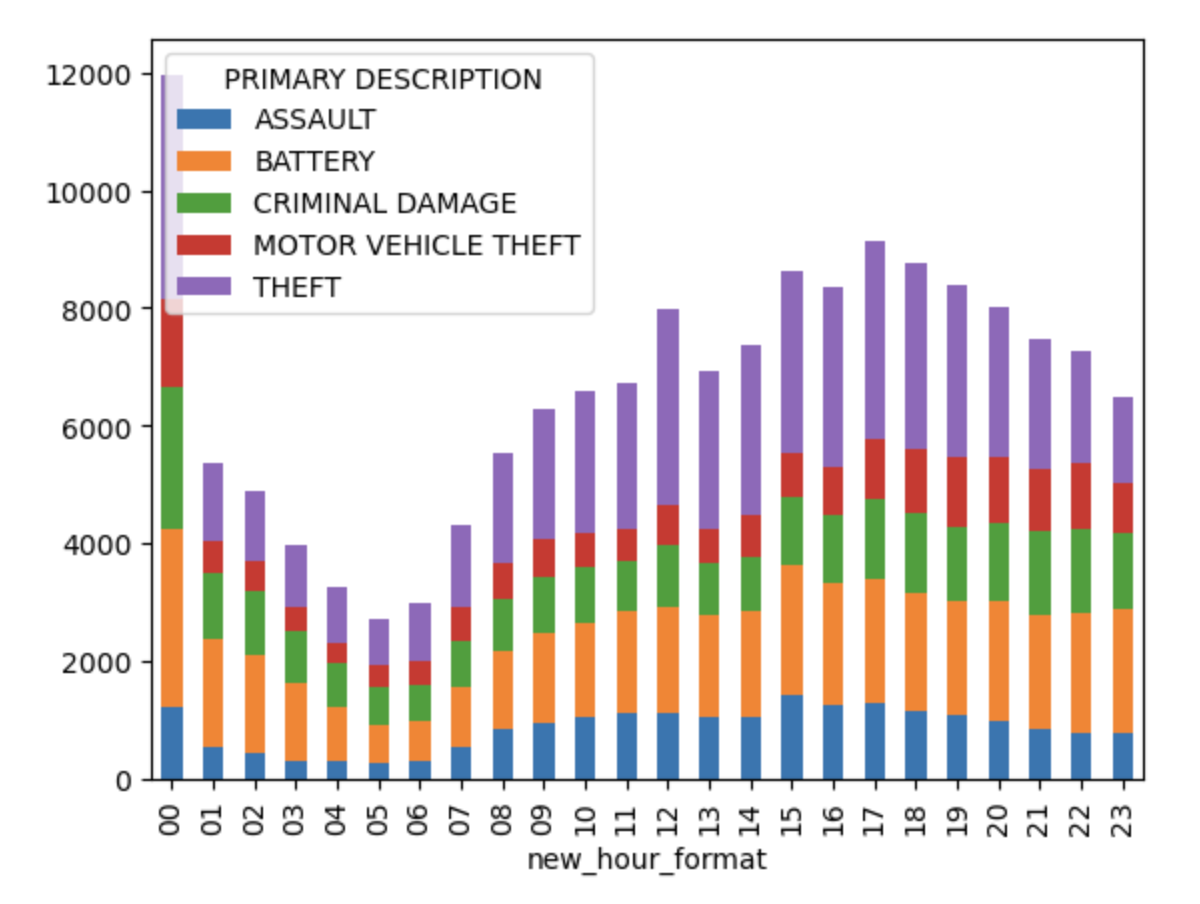 12000
10000
8000
6000
4000
2000
0
PRIMARY DESCRIPTION
ASSAULT
BATTERY
CRIMINAL DAMAGE
MOTOR VEHICLE THEFT
THEFT
00 01 02 03 04 05 06 07 08 09 10 11 12 13 14 15 16 17 18 19 20 21 22 23
new_hour_format